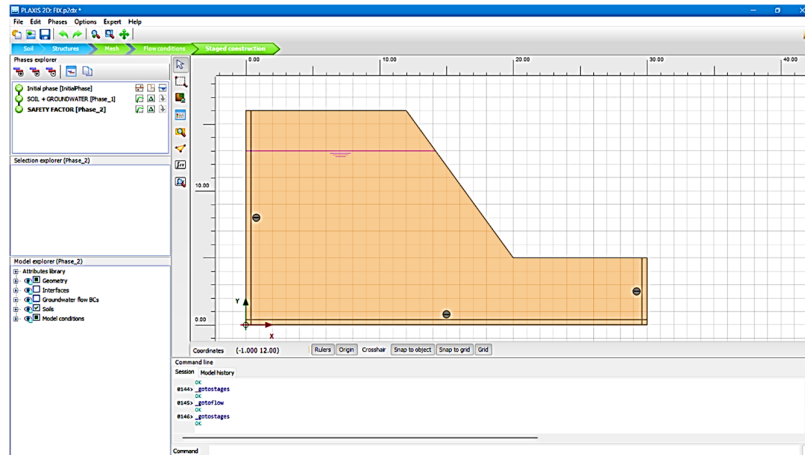 PLAXIS 2D: FIX.p2dx *
File Edit Phases Options Expert Help
Soil Structures Mesh Flow conditions Staged construction
Phases explorer
Initial phase [InitialPhase]
SOIL + GROUNDWATER [Phase_1]
SAFETY FACTOR [Phase_2]
Selection explorer (Phase_2)
Model explorer (Phase_2)
Attributes library
Geometry
Interfaces
Groundwater flow BCs
Soils
Model conditions
0.00 10.00 20.00 30.00 40.00
10.00
0.00
Y
X
Coordinates (-1.000 12.00) Rulers Origin Crosshair Snap to object Snap to grid Grid
Command line
Session Model history
OK
0144> _gotostages
OK
0145> _gotoflow
OK
0146> _gotostages
OK
Command